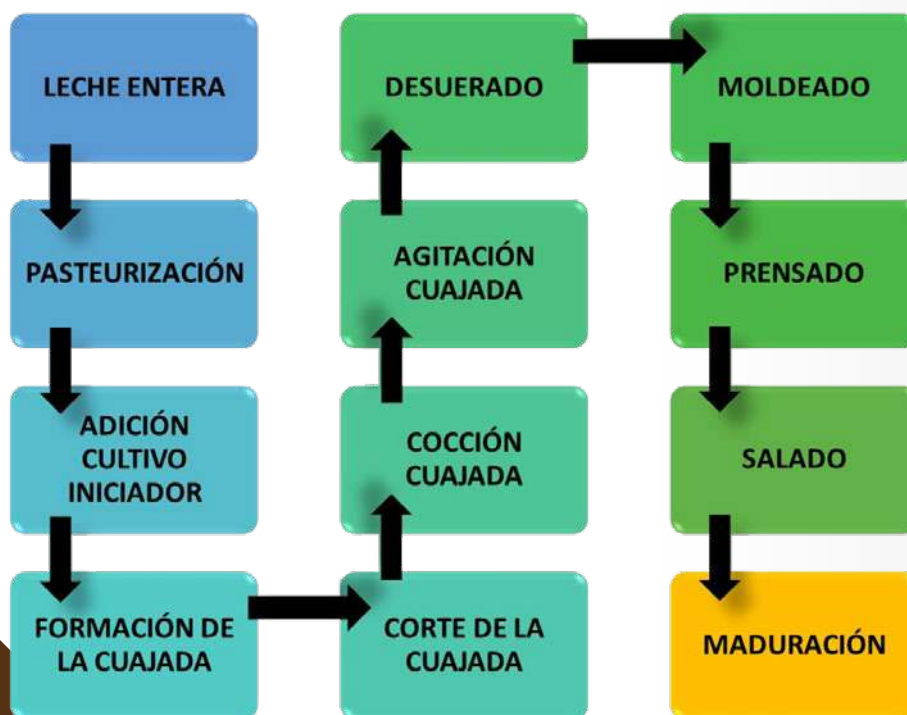 LECHE ENTERA
PASTEURIZACIÓN
ADICIÓN
CULTIVO
INICIADOR
FORMACIÓN DE
LA CUAJADA
CORTE DE LA
CUAJADA
COCCIÓN
CUAJADA
AGITACIÓN
CUAJADA
DESUERADO
MOLDEADO
PRENSADO
SALADO
MADURACIÓN